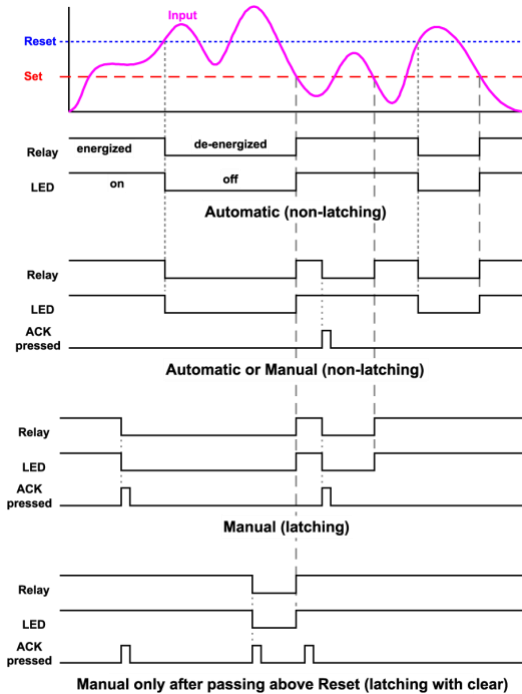 Input
Reset
Set
Relay energized de-energized
LED on off
Automatic (non-latching)
Relay
LED
ACK
pressed
Automatic or Manual (non-latching)
Relay
LED
ACK
pressed
Manual (latching)
Relay
LED
ACK
pressed
Manual only after passing above Reset (latching with clear)